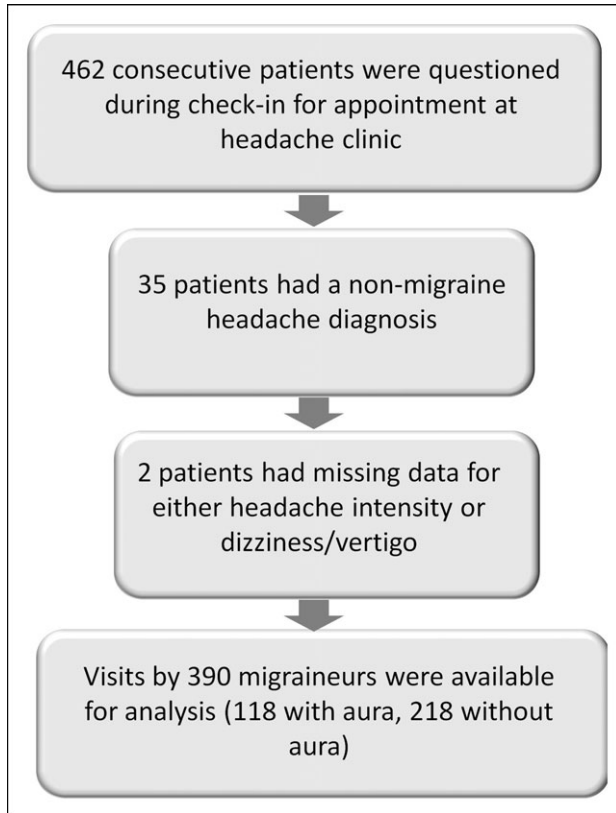 462 consecutive patients were questioned
during check-in for appointment at
headache clinic
35 patients had a non-migraine
headache diagnosis
2 patients had missing data for
either headache intensity or
dizziness/vertigo
Visits by 390 migraineurs were available
for analysis (118 with aura, 218 without
aura)